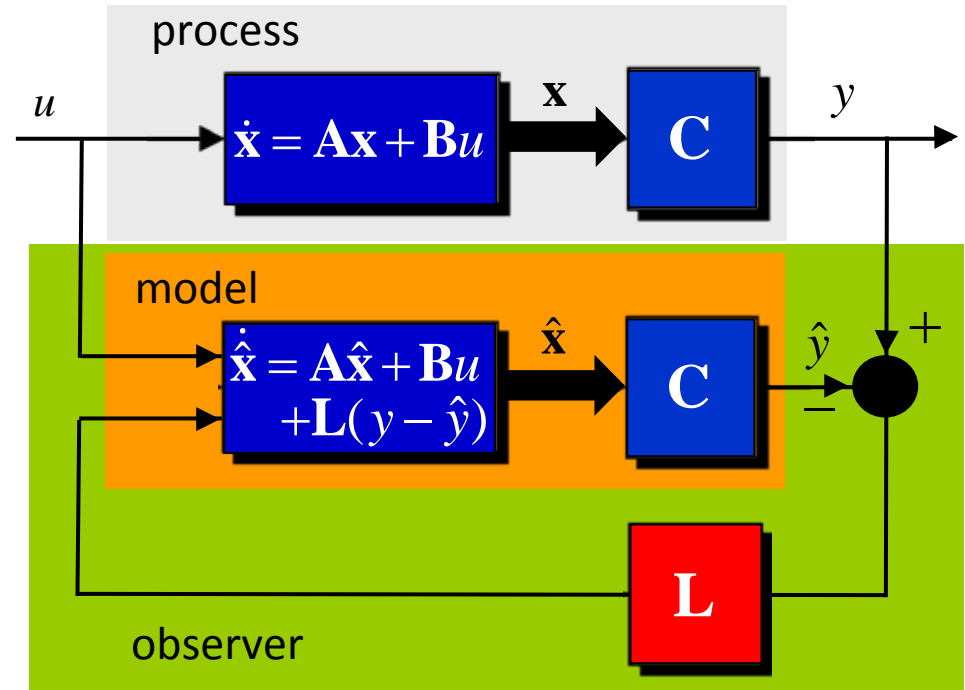 process
u
ẋ = Ax + Bu
x
C
y
model
x̂̇ = Ax̂ + Bu
+L(y − ŷ)
x̂
C
ŷ
+
−
L
observer